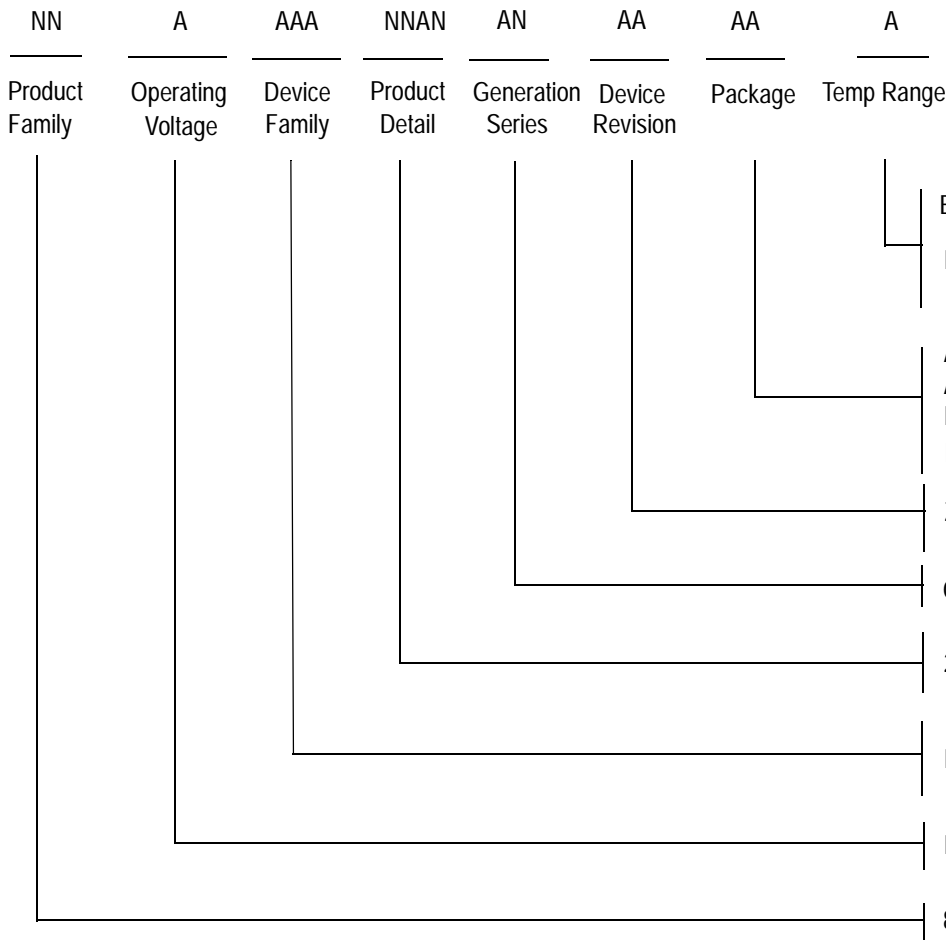 NN A AAA NNAN AN AA AA A
Product Family
Operating Voltage
Device Family
Product Detail
Generation Series
Device Revision
Package
Temp Range